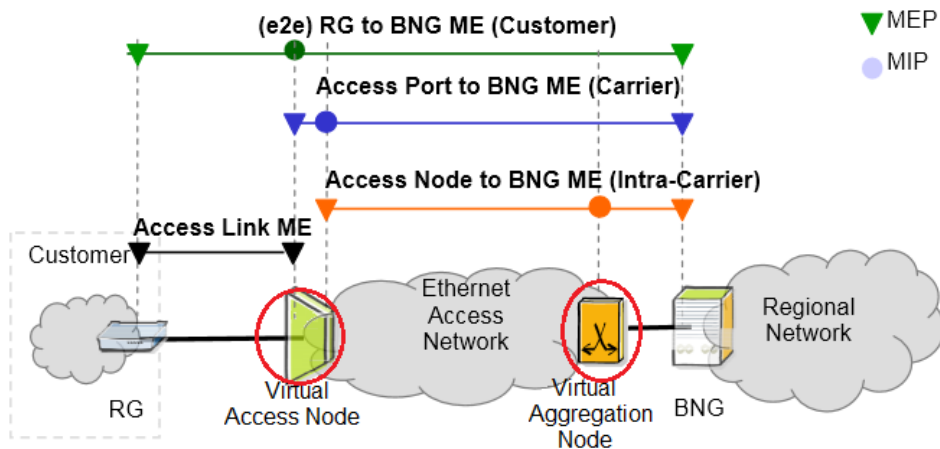 (e2e) RG to BNG ME (Customer)
MEP
MIP
Access Port to BNG ME (Carrier)
Access Node to BNG ME (Intra-Carrier)
Access Link ME
Customer
Ethernet
Access
Network
Regional
Network
RG
Virtual
Access Node
Virtual
Aggregation
Node
BNG